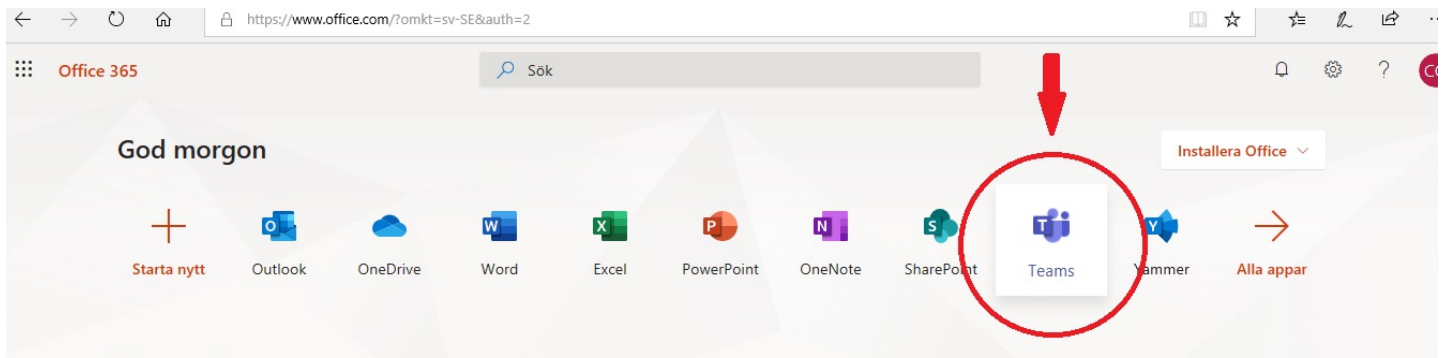 https://www.office.com/?omkt=sv-SE&auth=2
Office 365
Sök
?
God morgon
Installera Office
Starta nytt
Outlook
OneDrive
Word
Excel
PowerPoint
OneNote
SharePoint
Teams
Yammer
Alla appar